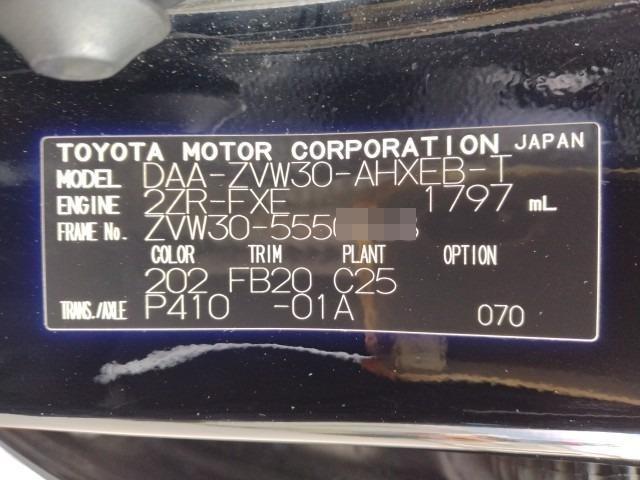 TOYOTA MOTOR CORPORATION JAPAN
MODEL DAA-ZVW30-AHXEB-T
ENGINE 2ZR-FXE 1797 mL
FRAME No. ZVW30-555
COLOR TRIM PLANT OPTION
202 FB20 C25
TRANS./AXLE P410 -01A 070